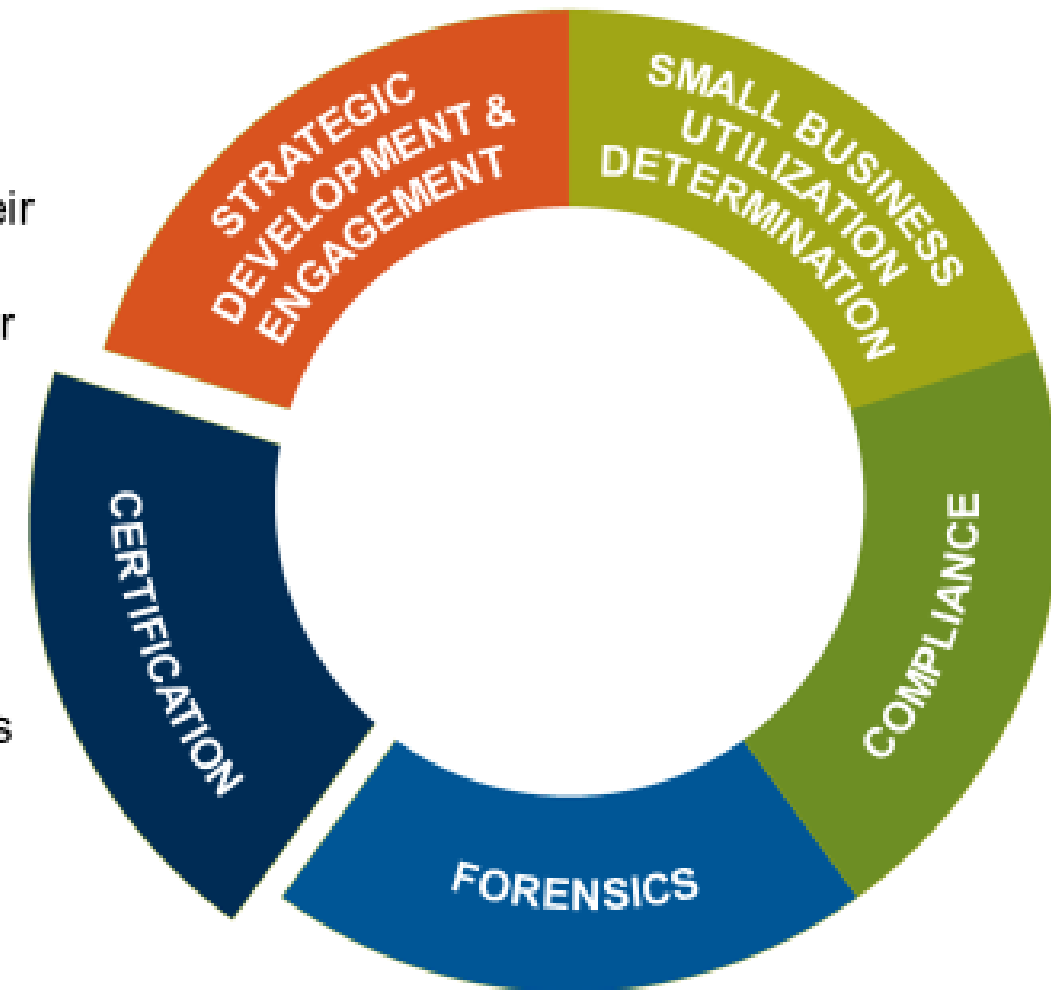 STRATEGIC
DEVELOPMENT &
ENGAGEMENT
SMALL BUSINESS
UTILIZATION
DETERMINATION
COMPLIANCE
FORENSICS
CERTIFICATION